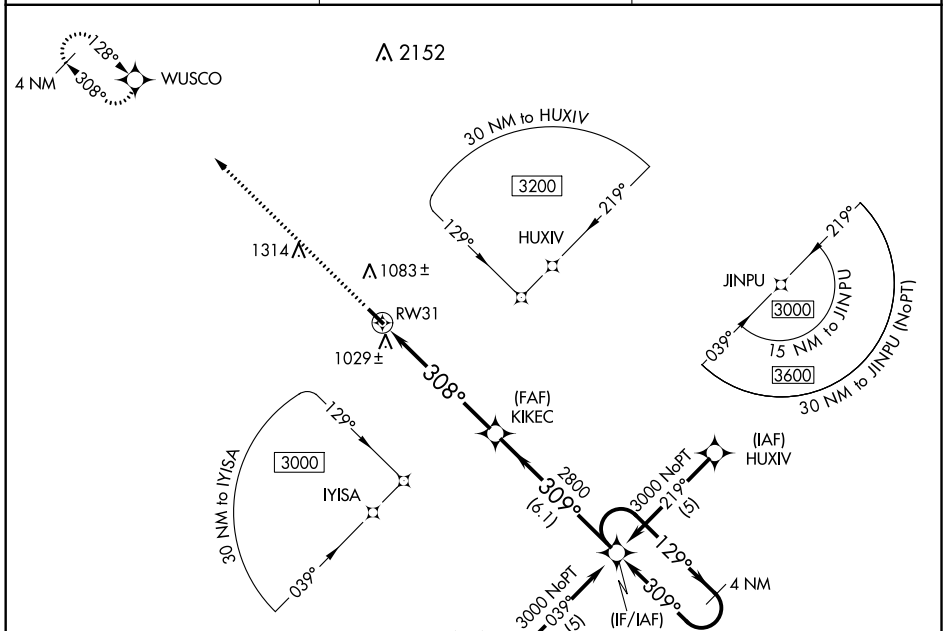 128°
308°
4 NM
WUSCO
2152
30 NM to HUXIV
3200
219°
129°
HUXIV
219°
JINPU
3000
039°
15 NM to JINPU
3600
30 NM to JINPU (NoPT)
1314
1083±
RW31
1029±
308°
(FAF)
KIKEC
129°
3000
IYISA
30 NM to IYISA
039°
2800
309°
(6.1)
(IAF)
HUXIV
3000 NoPT
219°
(5)
129°
4 NM
309°
3000 NoPT
039°
(5)
(IF/IAF)